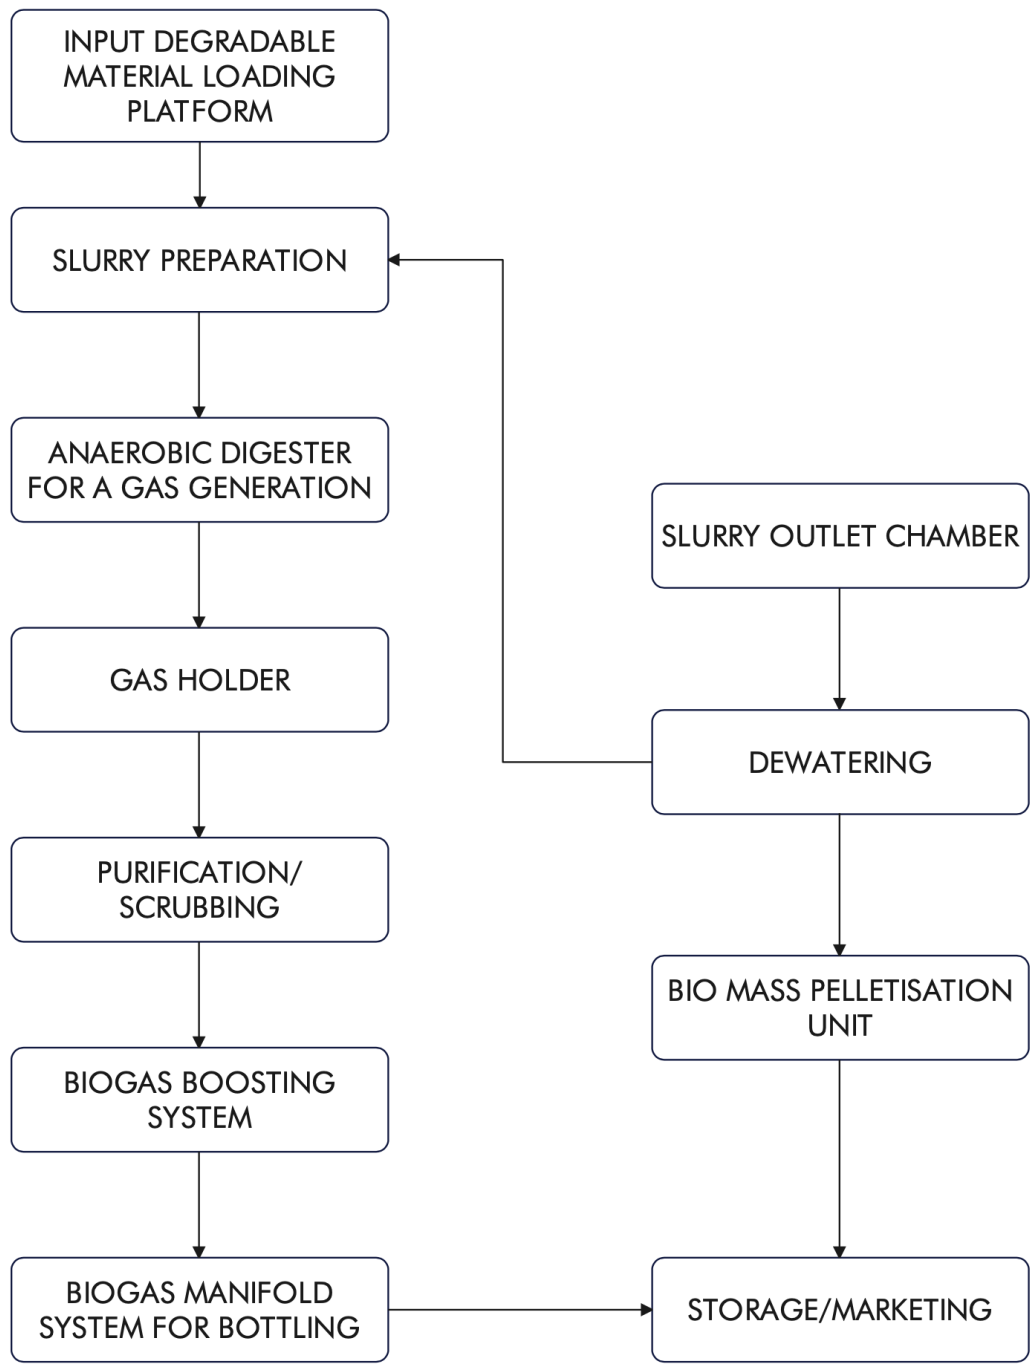 INPUT DEGRADABLE
MATERIAL LOADING
PLATFORM
SLURRY PREPARATION
ANAEROBIC DIGESTER
FOR A GAS GENERATION
SLURRY OUTLET CHAMBER
GAS HOLDER
DEWATERING
PURIFICATION/
SCRUBBING
BIO MASS PELLETISATION
UNIT
BIOGAS BOOSTING
SYSTEM
BIOGAS MANIFOLD
SYSTEM FOR BOTTLING
STORAGE/MARKETING